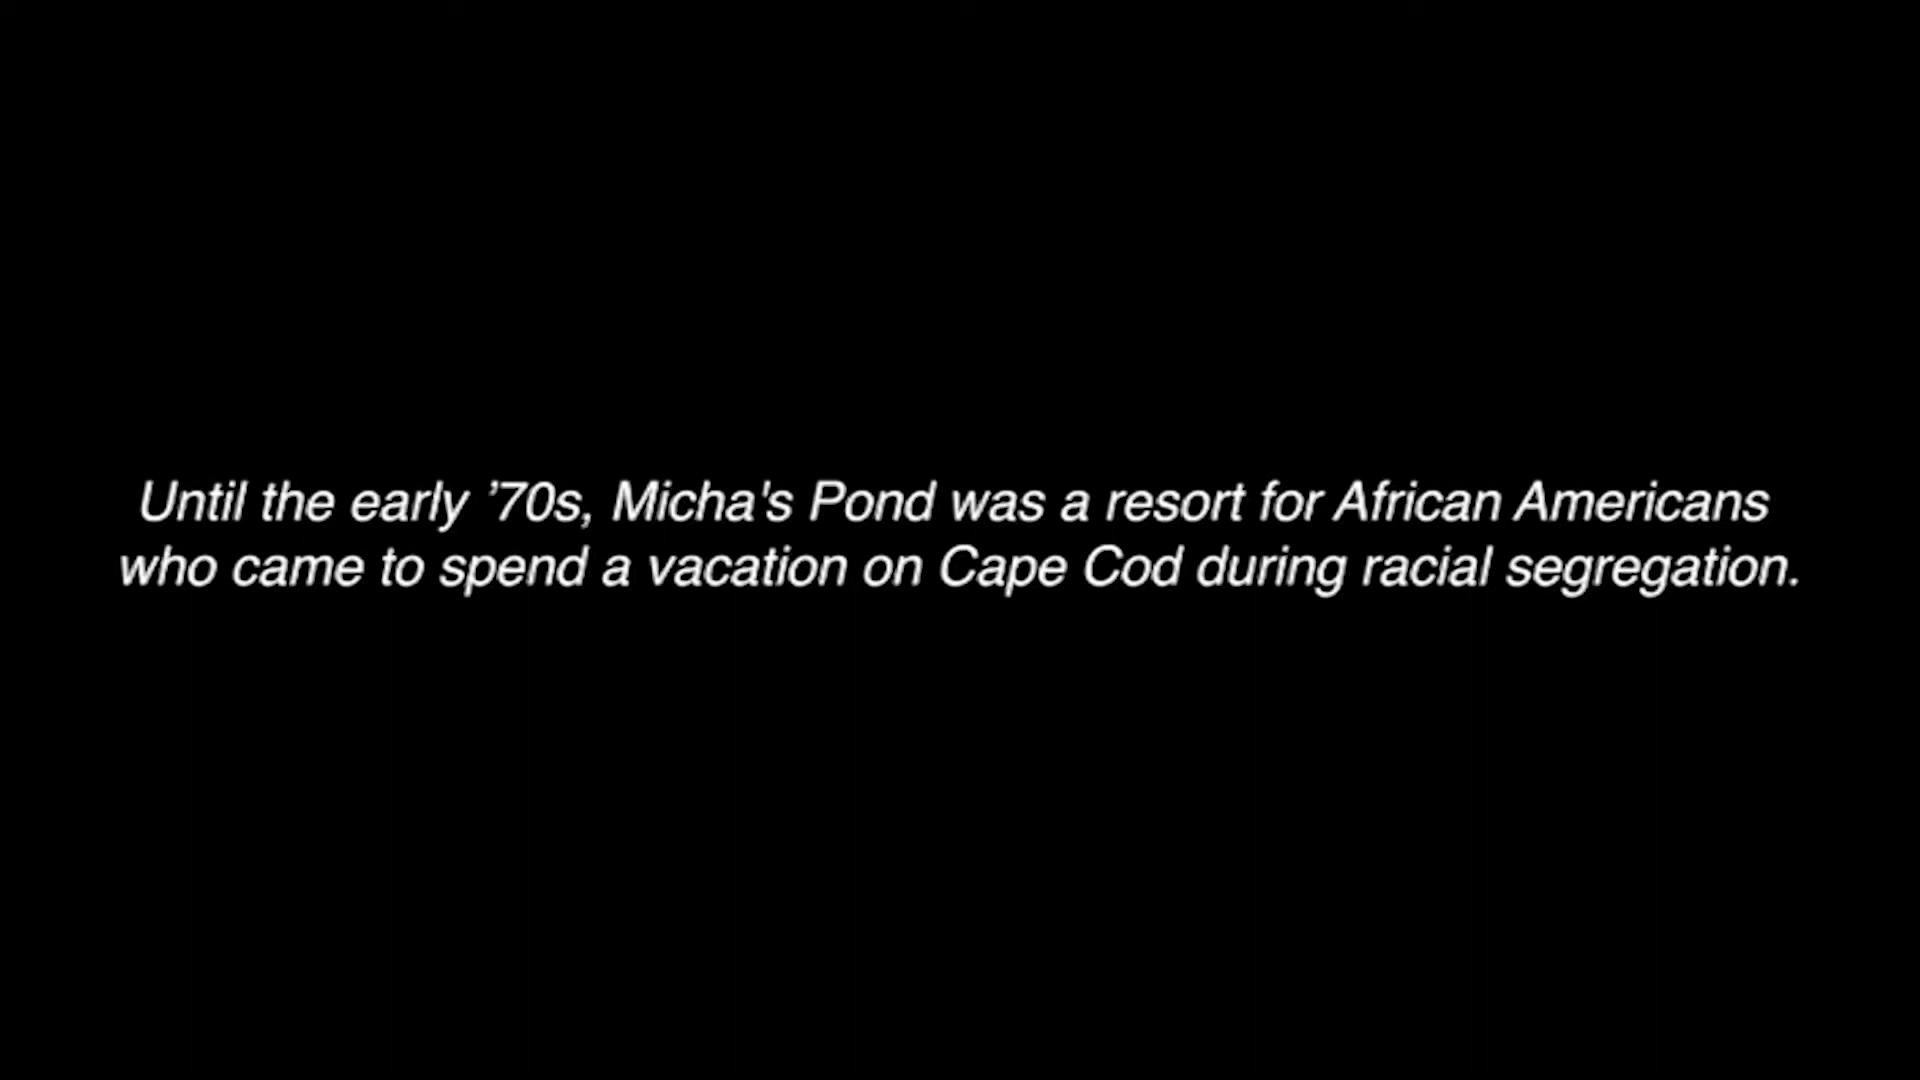 Until the early ’70s, Micha's Pond was a resort for African Americans
who came to spend a vacation on Cape Cod during racial segregation.